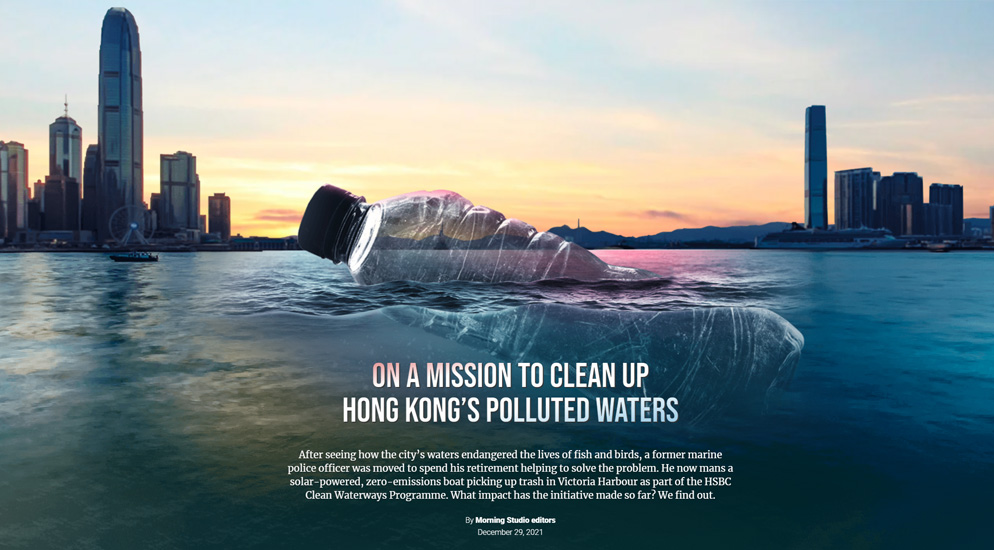 ON A MISSION TO CLEAN UP
HONG KONG'S POLLUTED WATERS
After seeing how the city's waters endangered the lives of fish and birds, a former marine
police officer was moved to spend his retirement helping to solve the problem. He now mans a
solar-powered, zero-emissions boat picking up trash in Victoria Harbour as part of the HSBC
Clean Waterways Programme. What impact has the initiative made so far? We find out.
By Morning Studio editors
December 29, 2021